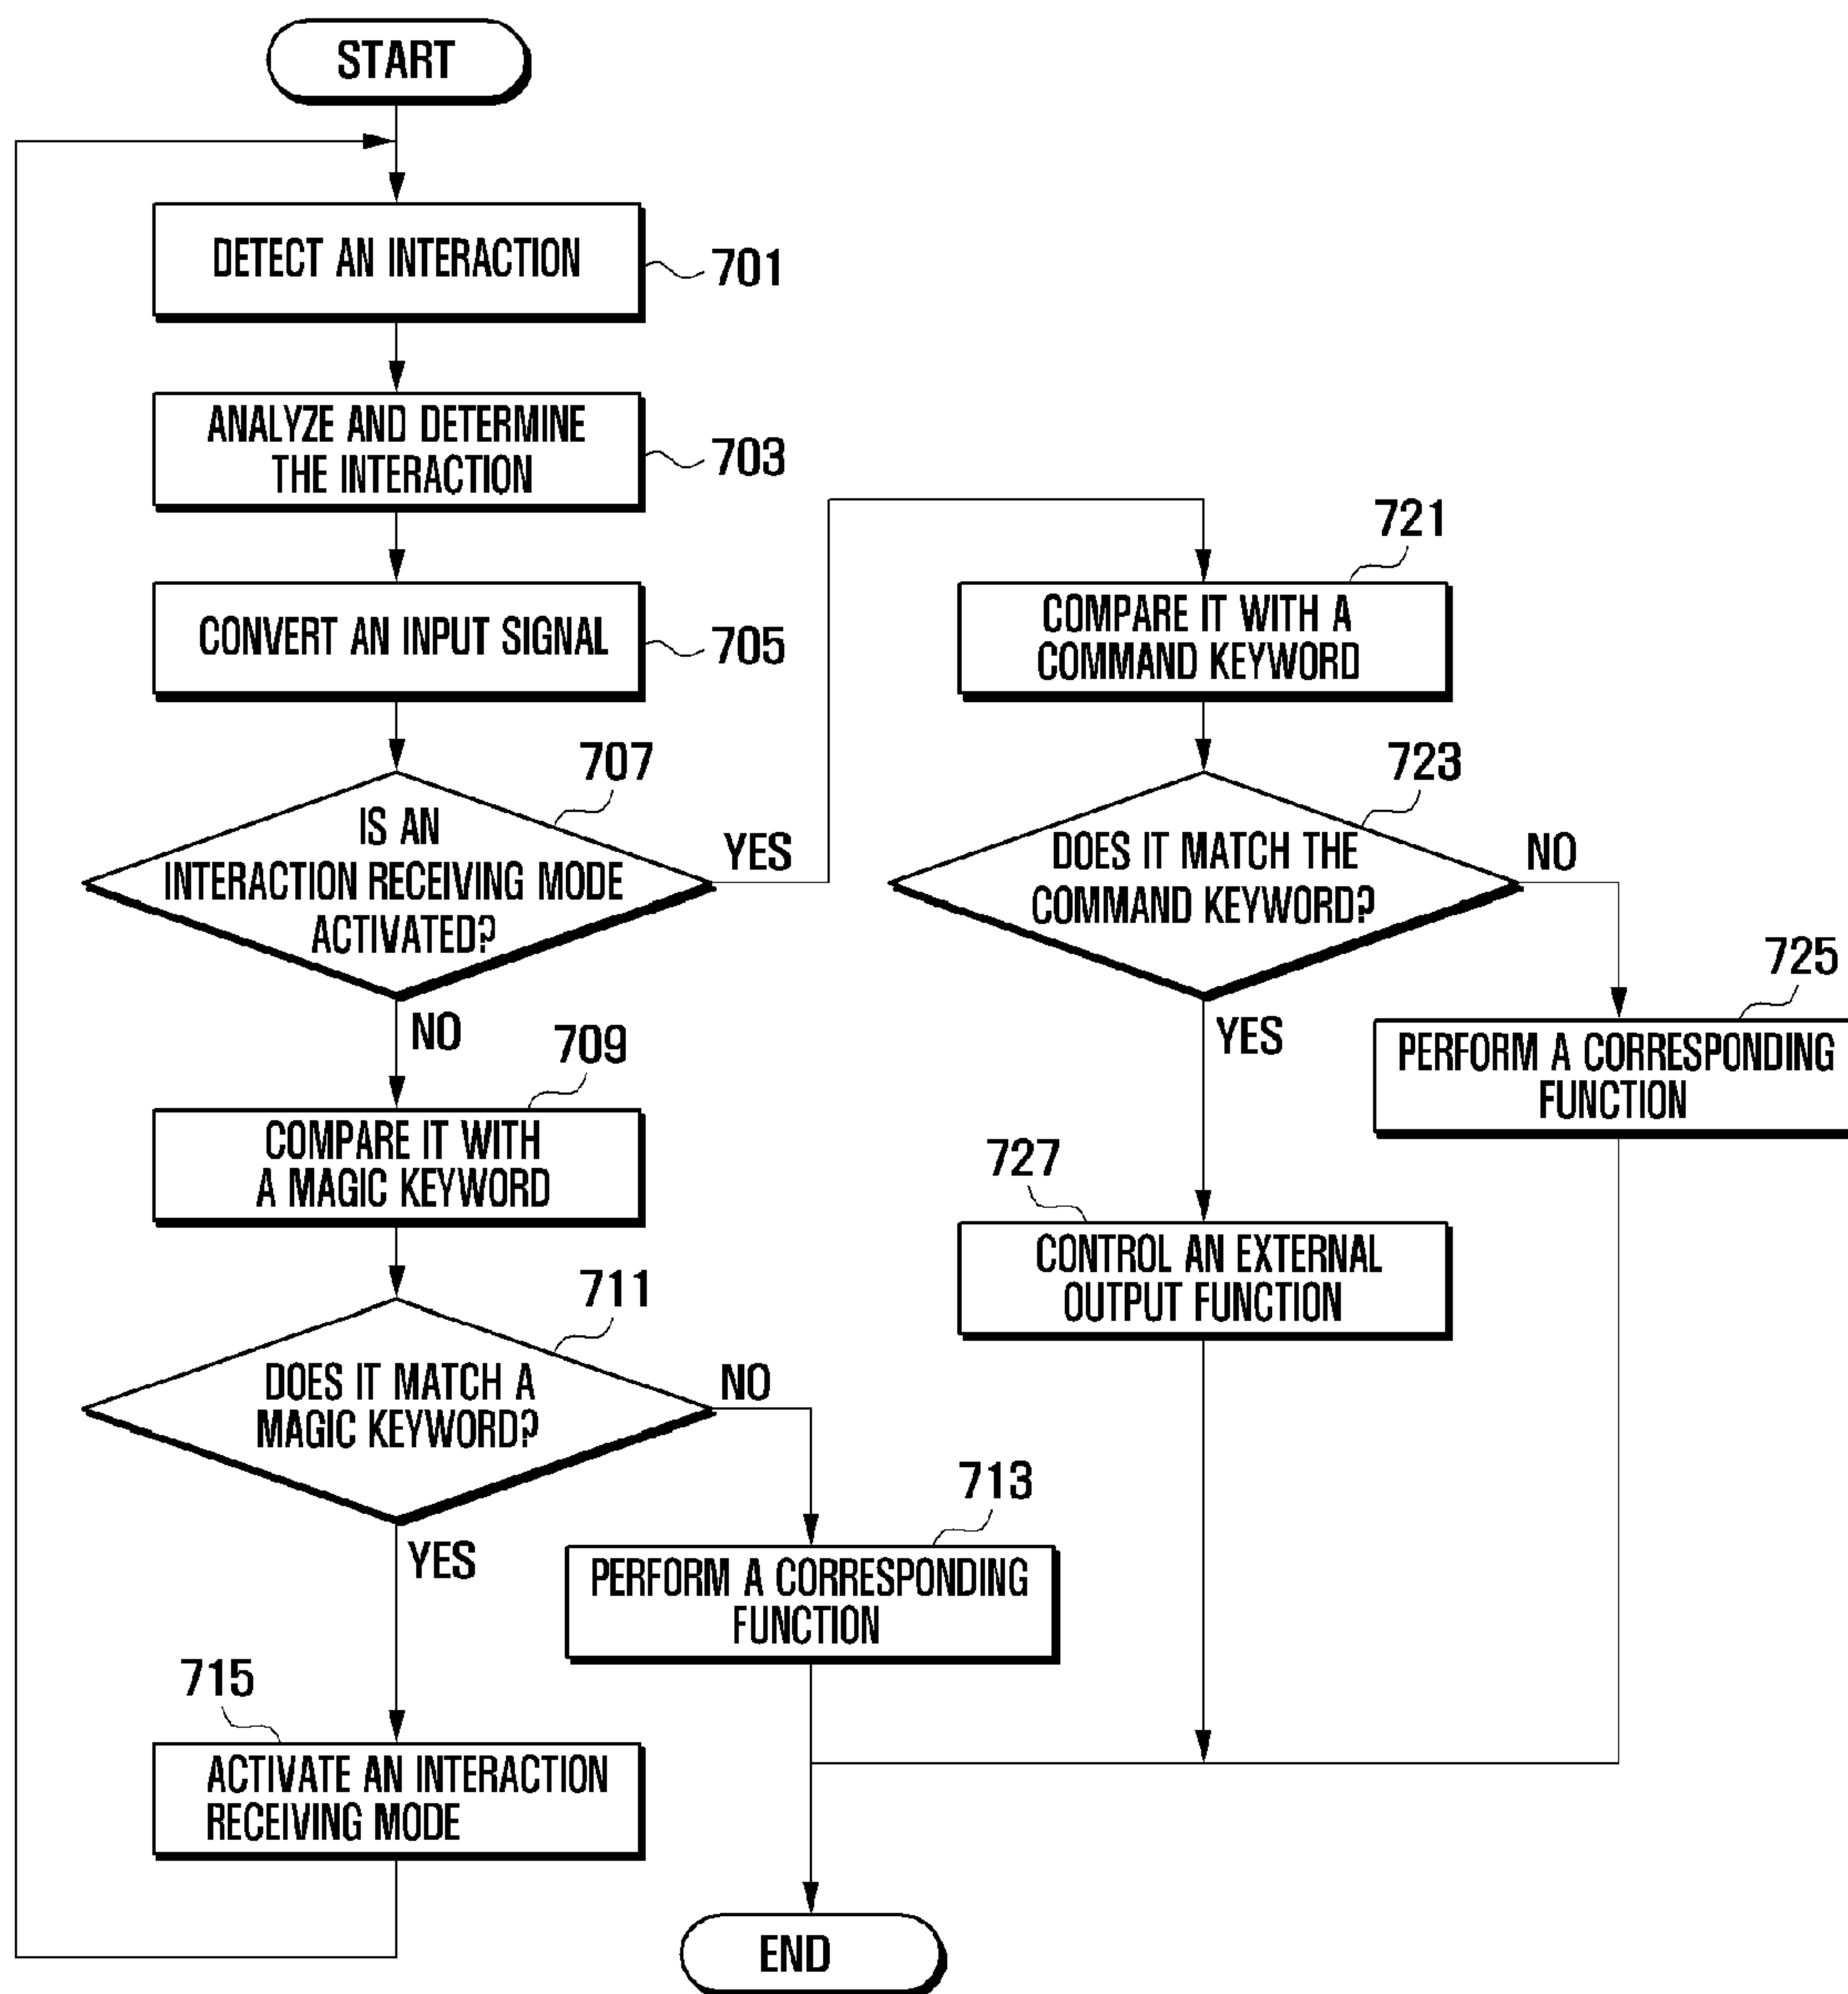 START
DETECT AN INTERACTION
701
ANALYZE AND DETERMINE
THE INTERACTION
703
CONVERT AN INPUT SIGNAL
705
707
IS AN
INTERACTION RECEIVING MODE
ACTIVATED?
YES
NO
709
COMPARE IT WITH
A MAGIC KEYWORD
711
DOES IT MATCH A
MAGIC KEYWORD?
NO
YES
713
PERFORM A CORRESPONDING
FUNCTION
715
ACTIVATE AN INTERACTION
RECEIVING MODE
721
COMPARE IT WITH A
COMMAND KEYWORD
723
DOES IT MATCH THE
COMMAND KEYWORD?
NO
YES
725
PERFORM A CORRESPONDING
FUNCTION
727
CONTROL AN EXTERNAL
OUTPUT FUNCTION
END